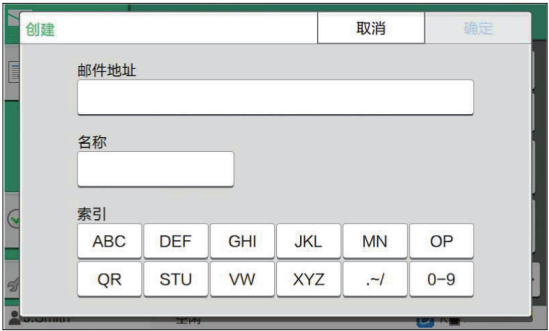 创建
取消
确定
邮件地址
名称
索引
ABC DEF GHI JKL MN OP
QR STU VW XYZ .~/ 0-9